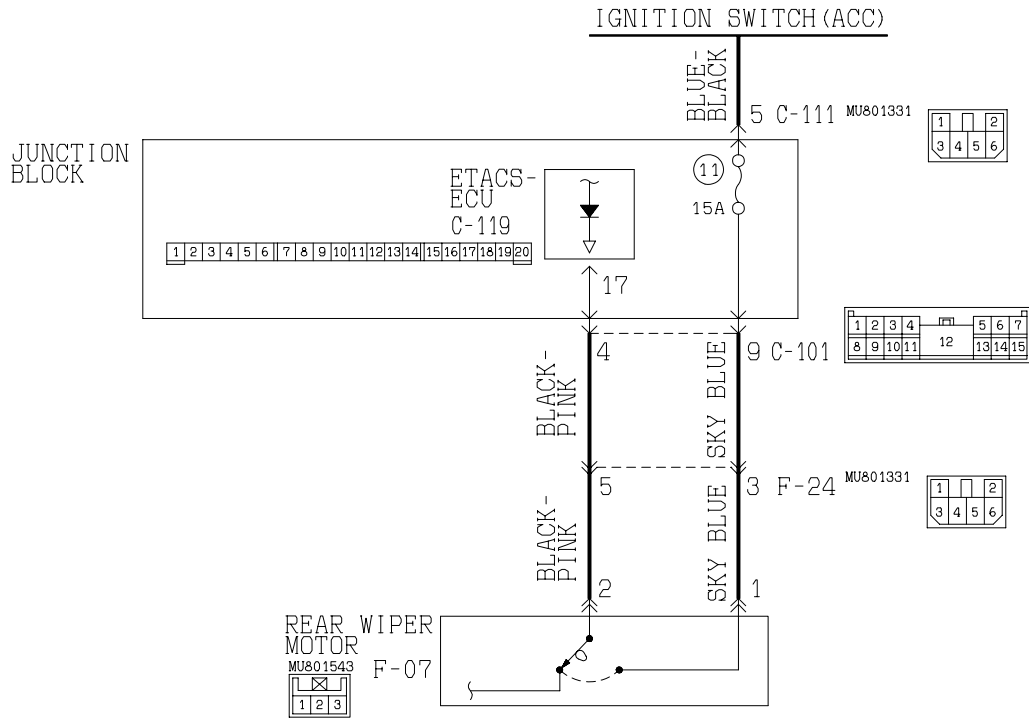 IGNITION SWITCH(ACC)
BLUE-
BLACK
5 C-111 MU801331
1 2
3 4 5 6
JUNCTION
BLOCK
ETACS-
ECU
C-119
11
15A
1 2 3 4 5 6 7 8 9 10 11 12 13 14 15 16 17 18 19 20
17
4
9 C-101
1 2 3 4 5 6 7
8 9 10 11 12 13 14 15
BLACK-
PINK
SKY BLUE
5
3 F-24 MU801331
1 2
3 4 5 6
BLACK-
PINK
SKY BLUE
2
1
REAR WIPER
MOTOR
MU801543 F-07
1 2 3